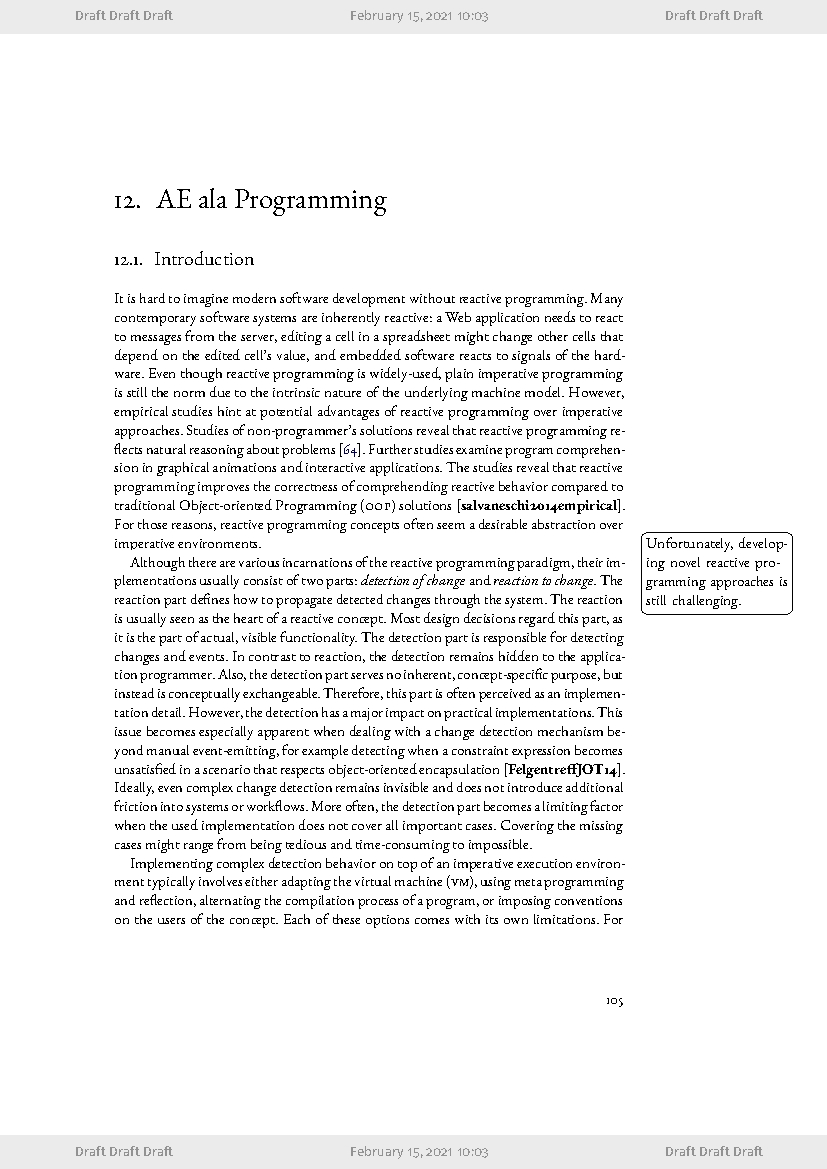 Draft Draft Draft February 15, 2021 10:03 Draft Draft Draft
12. AE ala Programming
12.1. Introduction
It is hard to imagine modern software development without reactive programming. Many
contemporary software systems are inherently reactive: a Web application needs to react
to messages from the server, editing a cell in a spreadsheet might change other cells that
depend on the edited cell's value, and embedded software reacts to signals of the hard-
ware. Even though reactive programming is widely-used, plain imperative programming
is still the norm due to the intrinsic nature of the underlying machine model. However,
empirical studies hint at potential advantages of reactive programming over imperative
approaches. Studies of non-programmer's solutions reveal that reactive programming re-
flects natural reasoning about problems [64]. Further studies examine program comprehen-
sion in graphical animations and interactive applications. The studies reveal that reactive
programming improves the correctness of comprehending reactive behavior compared to
traditional Object-oriented Programming (OOP) solutions [salvaneschi2014empirical].
For those reasons, reactive programming concepts often seem a desirable abstraction over
imperative environments.
Although there are various incarnations of the reactive programming paradigm, their im-
plementations usually consist of two parts: detection of change and reaction to change. The
reaction part defines how to propagate detected changes through the system. The reaction
is usually seen as the heart of a reactive concept. Most design decisions regard this part, as
it is the part of actual, visible functionality. The detection part is responsible for detecting
changes and events. In contrast to reaction, the detection remains hidden to the applica-
tion programmer. Also, the detection part serves no inherent, concept-specific purpose, but
instead is conceptually exchangeable. Therefore, this part is often perceived as an implemen-
tation detail. However, the detection has a major impact on practical implementations. This
issue becomes especially apparent when dealing with a change detection mechanism be-
yond manual event-emitting, for example detecting when a constraint expression becomes
unsatisfied in a scenario that respects object-oriented encapsulation [FelgentreffJOT14].
Ideally, even complex change detection remains invisible and does not introduce additional
friction into systems or workflows. More often, the detection part becomes a limiting factor
when the used implementation does not cover all important cases. Covering the missing
cases might range from being tedious and time-consuming to impossible.
Implementing complex detection behavior on top of an imperative execution environ-
ment typically involves either adapting the virtual machine (VM), using meta programming
and reflection, alternating the compilation process of a program, or imposing conventions
on the users of the concept. Each of these options comes with its own limitations. For
Unfortunately, develop-
ing novel reactive pro-
gramming approaches is
still challenging.
105
Draft Draft Draft February 15, 2021 10:03 Draft Draft Draft